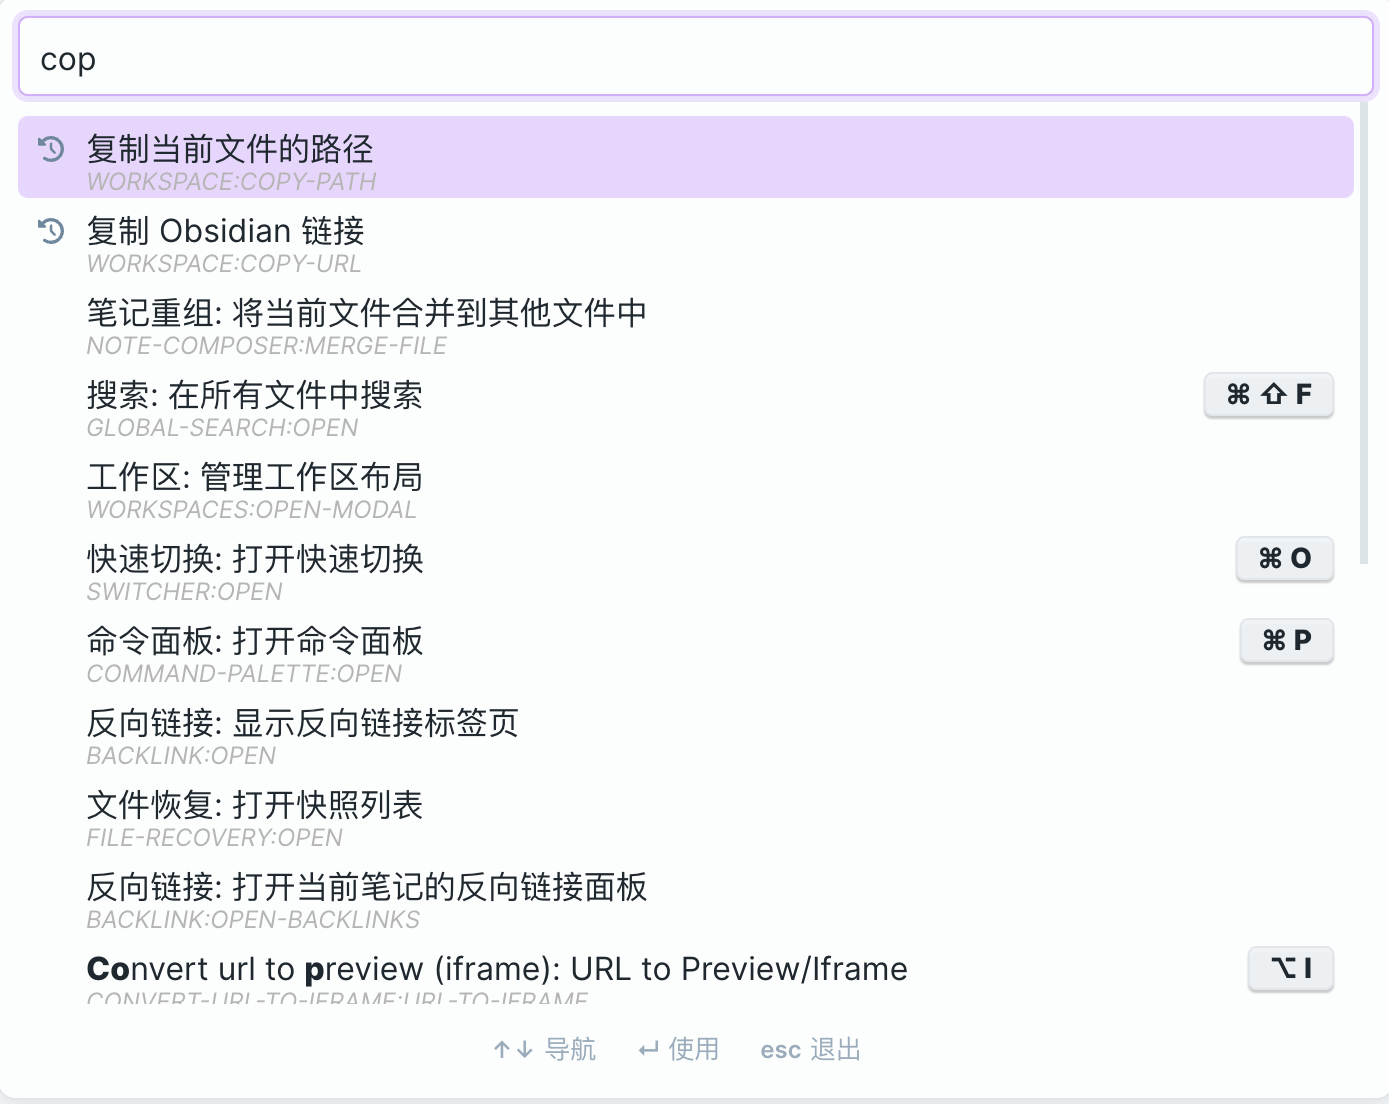 cop
复制当前文件的路径
WORKSPACE:COPY-PATH
复制 Obsidian 链接
WORKSPACE:COPY-URL
笔记重组: 将当前文件合并到其他文件中
NOTE-COMPOSER:MERGE-FILE
搜索: 在所有文件中搜索 ⌘ ⇧ F
GLOBAL-SEARCH:OPEN
工作区: 管理工作区布局
WORKSPACES:OPEN-MODAL
快速切换: 打开快速切换 ⌘ O
SWITCHER:OPEN
命令面板: 打开命令面板 ⌘ P
COMMAND-PALETTE:OPEN
反向链接: 显示反向链接标签页
BACKLINK:OPEN
文件恢复: 打开快照列表
FILE-RECOVERY:OPEN
反向链接: 打开当前笔记的反向链接面板
BACKLINK:OPEN-BACKLINKS
Convert url to preview (iframe): URL to Preview/Iframe ⌥ I
CONVERT-URL-TO-IFRAME:URL-TO-IFRAME
↑↓ 导航 ↵ 使用 esc 退出